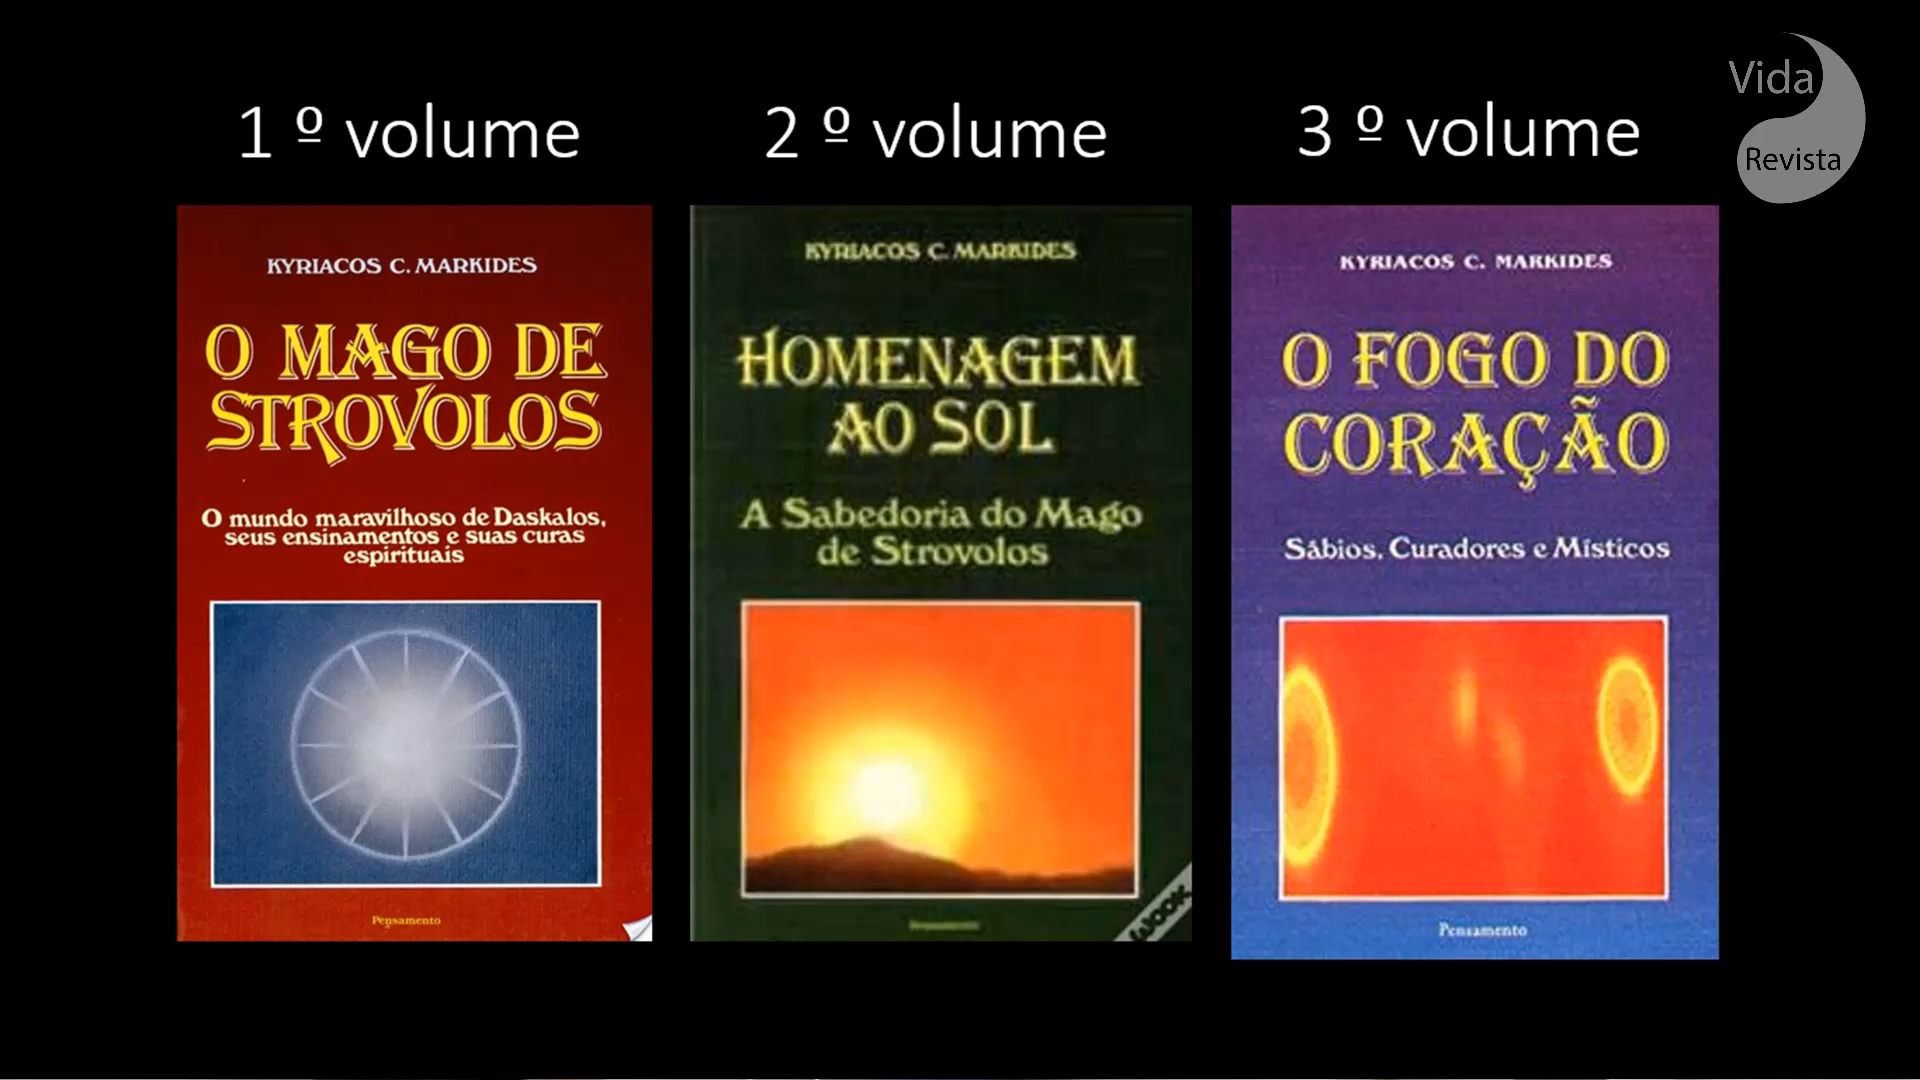 1 º volume
2 º volume
3 º volume
Vida
Revista
KYRIACOS C. MARKIDES
O MAGO DE
STROVOLOS
O mundo maravilhoso de Daskalos,
seus ensinamentos e suas curas
espirituais
Pensamento
KYRIACOS C. MARKIDES
HOMENAGEM
AO SOL
A Sabedoria do Mago
de Strovolos
KYRIACOS C. MARKIDES
O FOGO DO
CORAÇÃO
Sábios, Curadores e Místicos
Pensamento